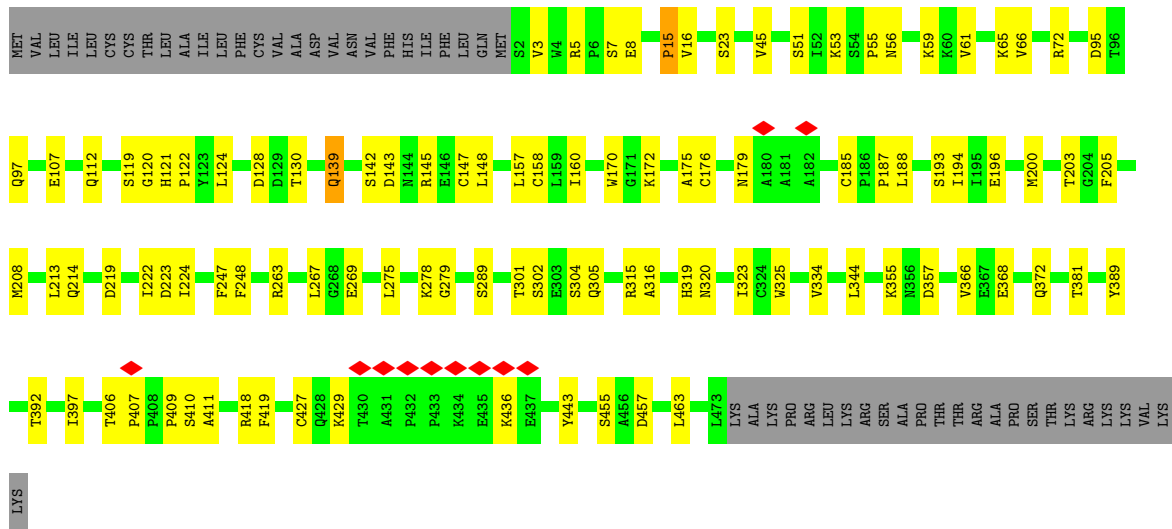 MET VAL LEU ILE LEU CYS CYS THR LEU ALA ILE LEU PHE CYS VAL ALA ASP VAL ASN VAL PHE HIS ILE PHE LEU GLN MET S2 V3 W4 R5 P6 S7 E8 P15 V16 S23 V45 S51 I52 K53 S54 P55 N56 K59 K60 V61 K65 V66 R72 D95 T96
Q97 E107 Q112 S119 G120 H121 P122 Y123 L124 D128 D129 T130 Q139 S142 D143 N144 R145 E146 C147 L148 L157 C158 L159 I160 W170 G171 K172 A175 C176 N179 A180 A181 A182 C185 P186 P187 L188 S193 I194 I195 E196 M200 T203 G204 F205
M208 L213 Q214 D219 I222 D223 I224 F247 F248 R263 L267 G268 E269 L275 K278 G279 S289 T301 S302 E303 S304 Q305 R315 A316 H319 N320 I323 C324 W325 V334 L344 K355 N356 D357 V366 E367 E368 Q372 T381 Y389
T392 I397 T406 P407 P408 P409 S410 A411 R418 F419 C427 Q428 K429 T430 A431 P432 P433 K434 E435 K436 E437 Y443 S455 A456 D457 L463 L473 LYS ALA LYS PRO ARG LEU LYS ARG SER ALA PRO THR THR ARG ALA PRO SER THR LYS ARG LYS LYS VAL LYS
LYS